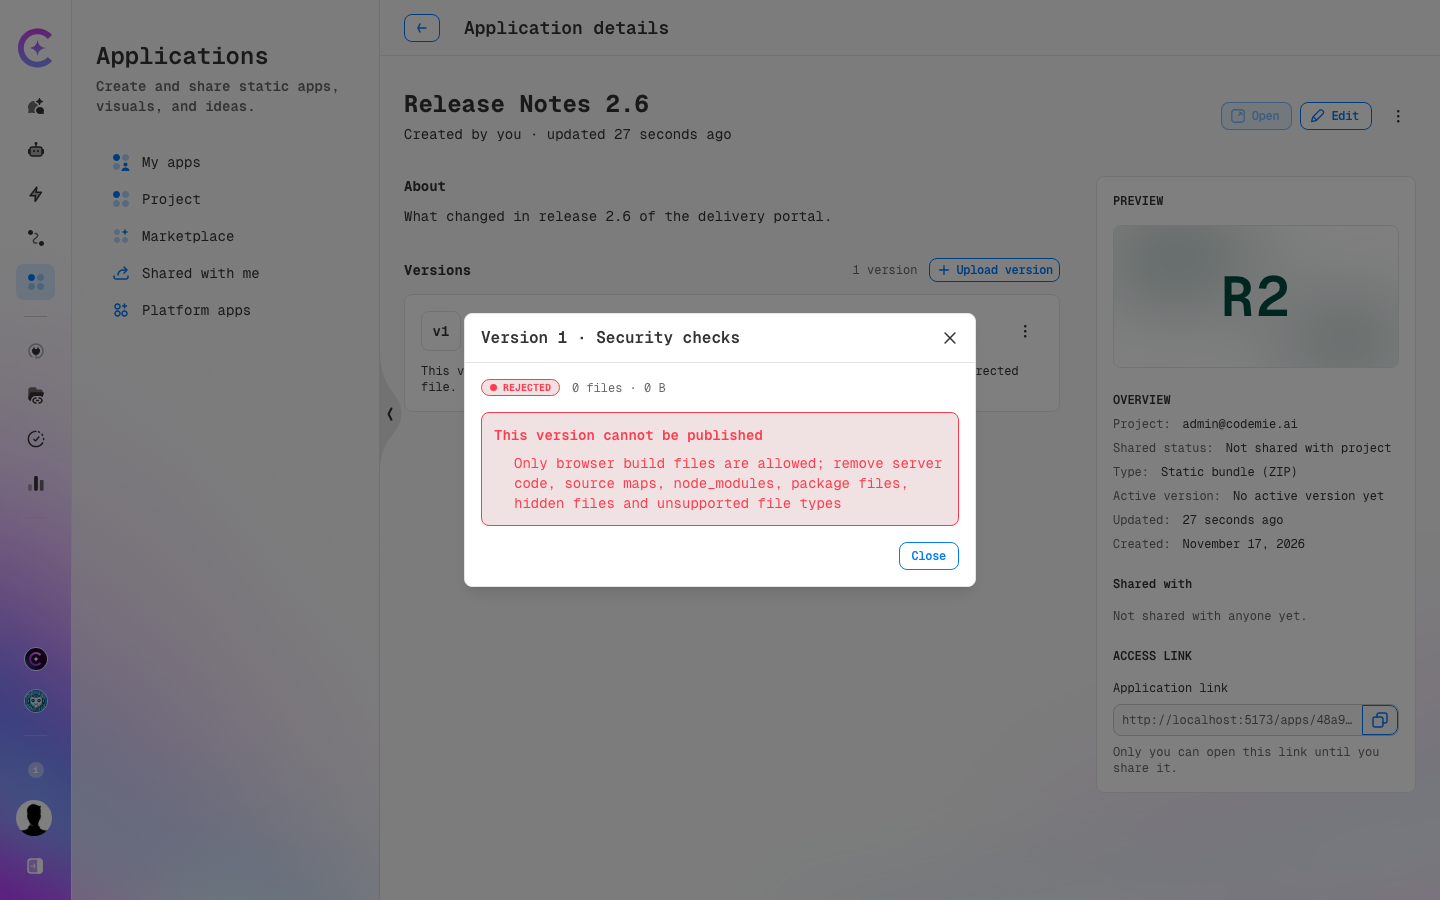 Applications
Create and share static apps,
visuals, and ideas.
My apps
Project
Marketplace
Shared with me
Platform apps
Application details
Release Notes 2.6
Created by you · updated 27 seconds ago
Open
Edit
About
What changed in release 2.6 of the delivery portal.
Versions
1 version
Upload version
v1
This v
rected
file.
Version 1 · Security checks
REJECTED
0 files · 0 B
This version cannot be published
Only browser build files are allowed; remove server
code, source maps, node_modules, package files,
hidden files and unsupported file types
Close
PREVIEW
R2
OVERVIEW
Project: admin@codemie.ai
Shared status: Not shared with project
Type: Static bundle (ZIP)
Active version: No active version yet
Updated: 27 seconds ago
Created: November 17, 2026
Shared with
Not shared with anyone yet.
ACCESS LINK
Application link
http://localhost:5173/apps/48a9…
Only you can open this link until you
share it.